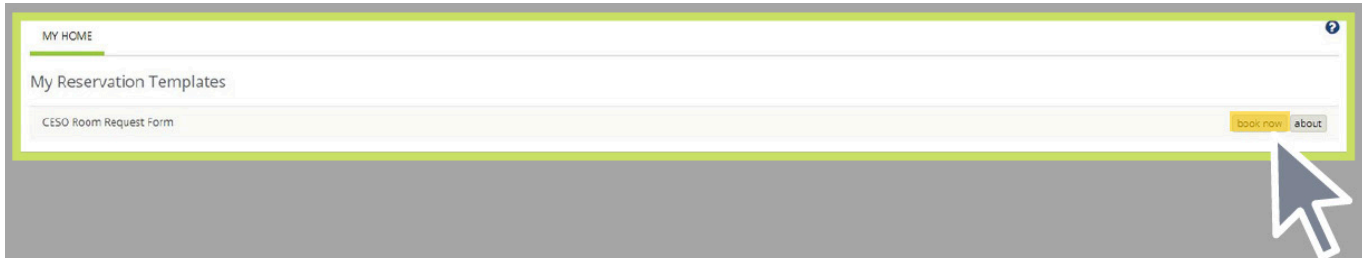 MY HOME
?
My Reservation Templates
CESO Room Request Form book now about